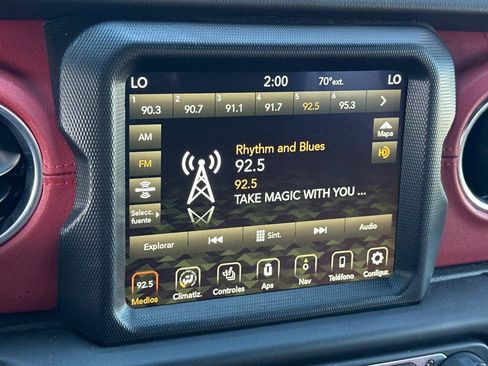 LO 2:00 70°ext. LO
1 2 3 4 5 6
90.3 90.7 91.1 91.7 92.5 95.3
AM
Mapa
FM
HD
Rhythm and Blues
92.5
92.5
TAKE MAGIC WITH YOU ...
Selecc.
fuente
Explorar Sint. Audio
92.5
Medios Climatiz. Controles Aps Nav Teléfono Configur.